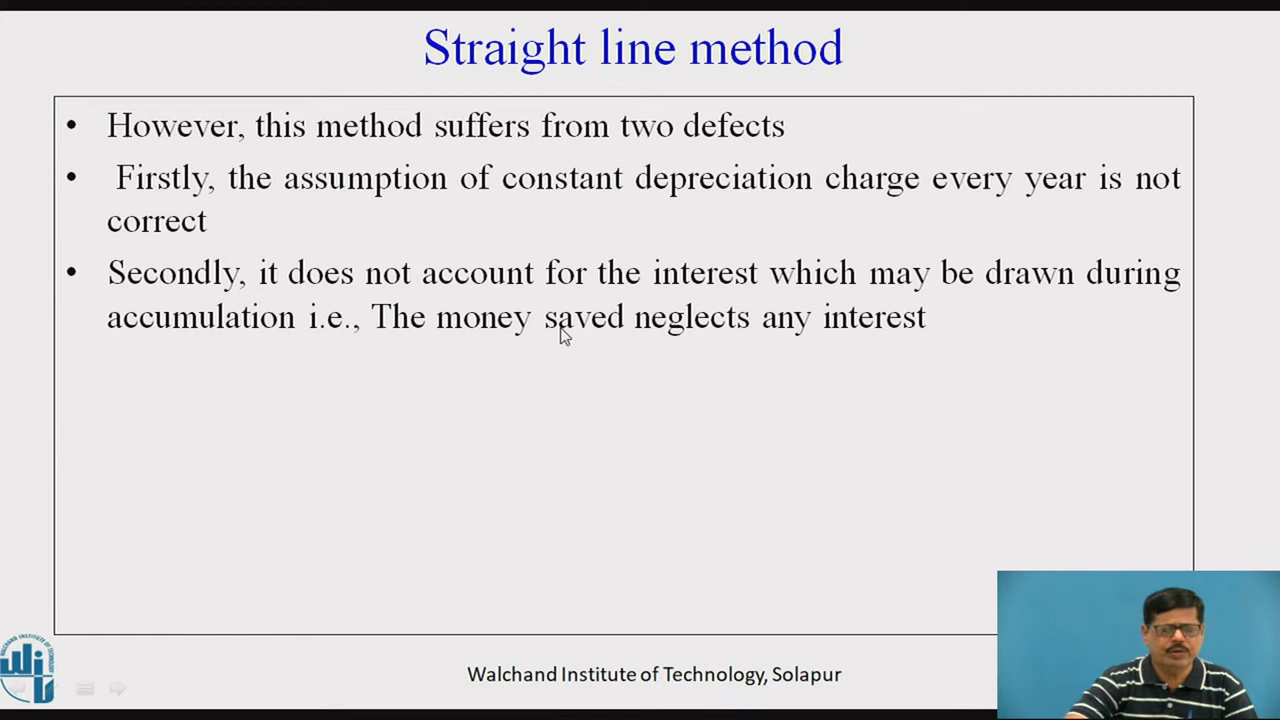 Straight line method
• However, this method suffers from two defects
• Firstly, the assumption of constant depreciation charge every year is not
correct
• Secondly, it does not account for the interest which may be drawn during
accumulation i.e., The money saved neglects any interest
Walchand Institute of Technology, Solapur